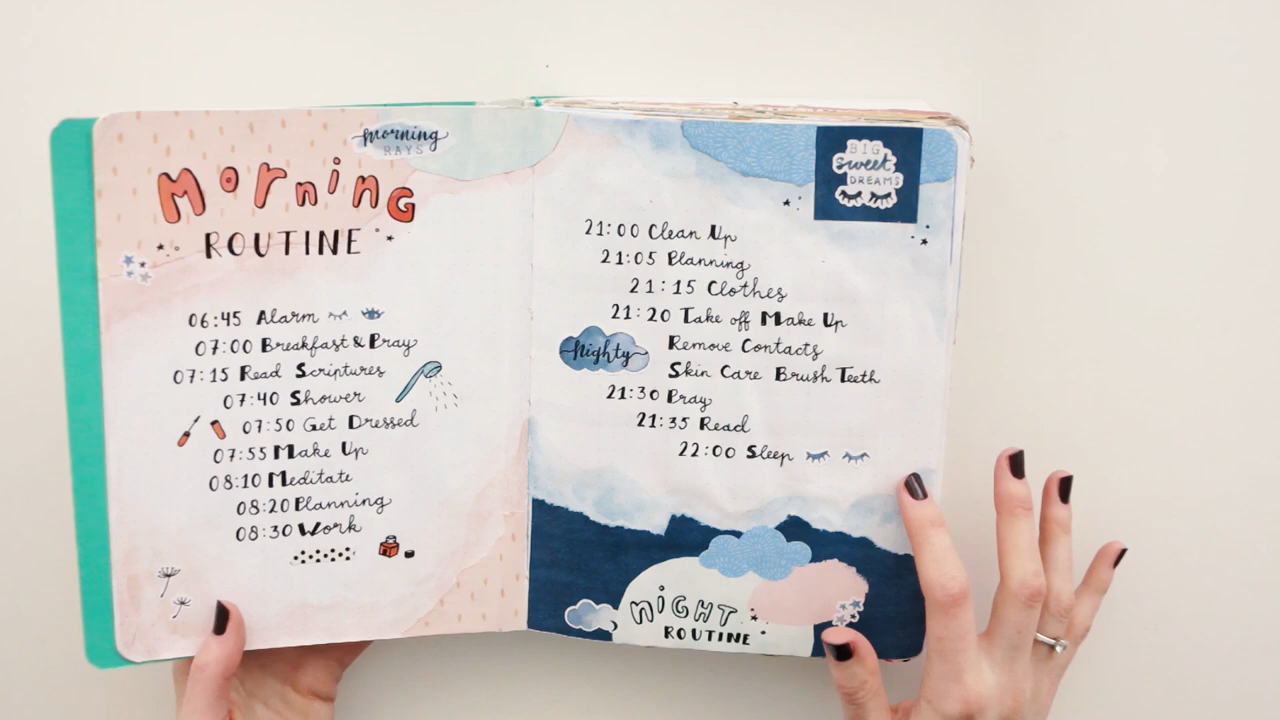 morning
RAYS
Morning
ROUTINE
06:45 Alarm
07:00 Breakfast & Pray
07:15 Read Scriptures
07:40 Shower
07:50 Get Dressed
07:55 Make Up
08:10 Meditate
08:20 Planning
08:30 Work
BIG
sweet
DREAMS
21:00 Clean Up
21:05 Planning
21:15 Clothes
21:20 Take off Make Up
Nighty
Remove Contacts
Skin Care Brush Teeth
21:30 Pray
21:35 Read
22:00 Sleep
NiGHT
ROUTINE